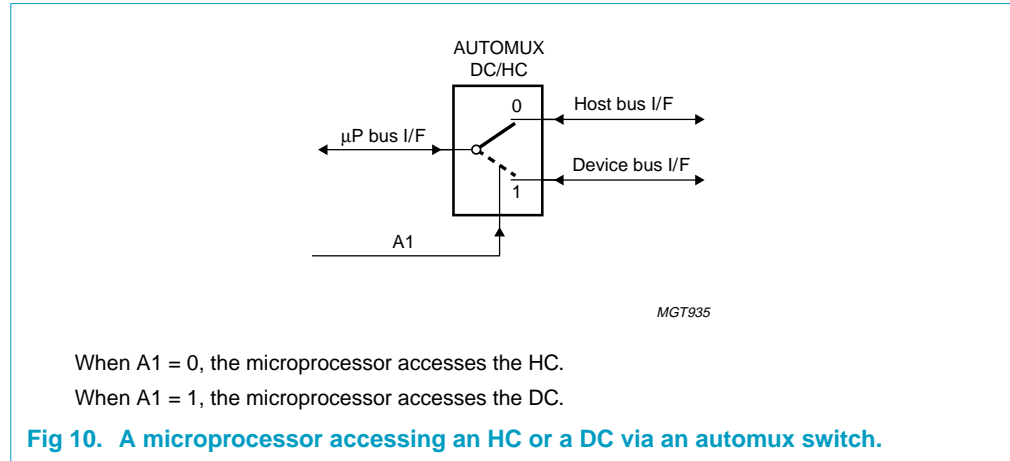 AUTOMUX
DC/HC
0
Host bus I/F
μP bus I/F
Device bus I/F
1
A1
MGT935
When A1 = 0, the microprocessor accesses the HC.
When A1 = 1, the microprocessor accesses the DC.
Fig 10. A microprocessor accessing an HC or a DC via an automux switch.